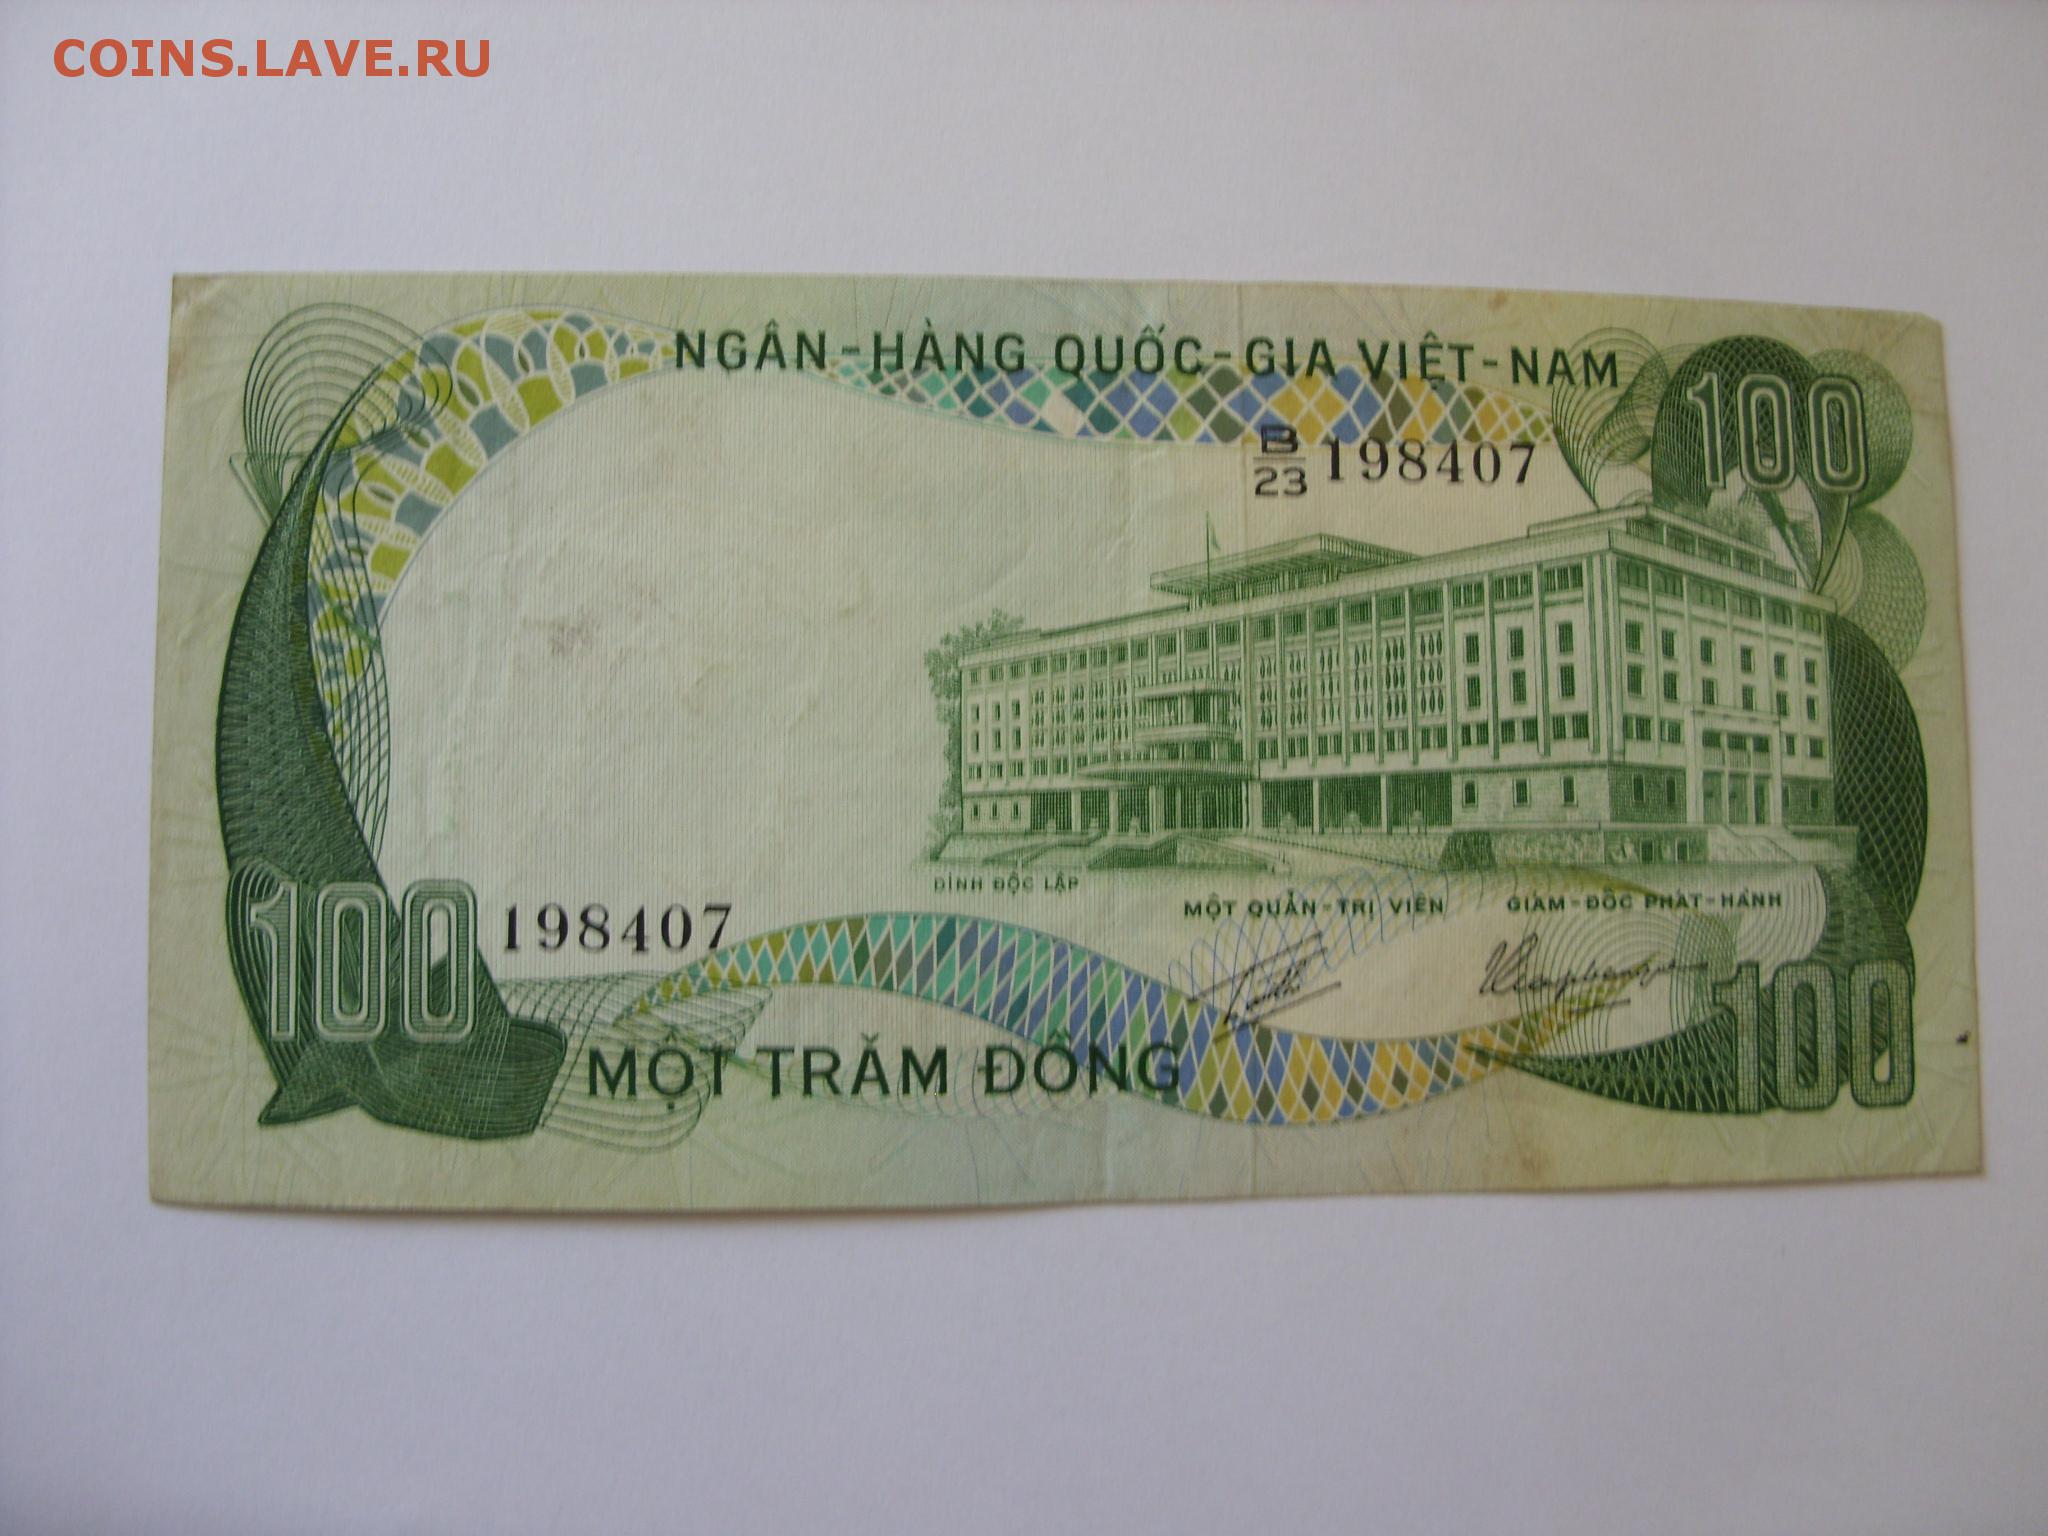 COINS.LAVE.RU
NGÂN-HÀNG QUỐC-GIA VIỆT-NAM
100
B
23 198407
ĐINH ĐỘC LẬP
MỘT QUẢN-TRỊ VIÊN
GIÁM-ĐỐC PHÁT-HÀNH
100
198407
MỘT TRĂM ĐỒNG
100